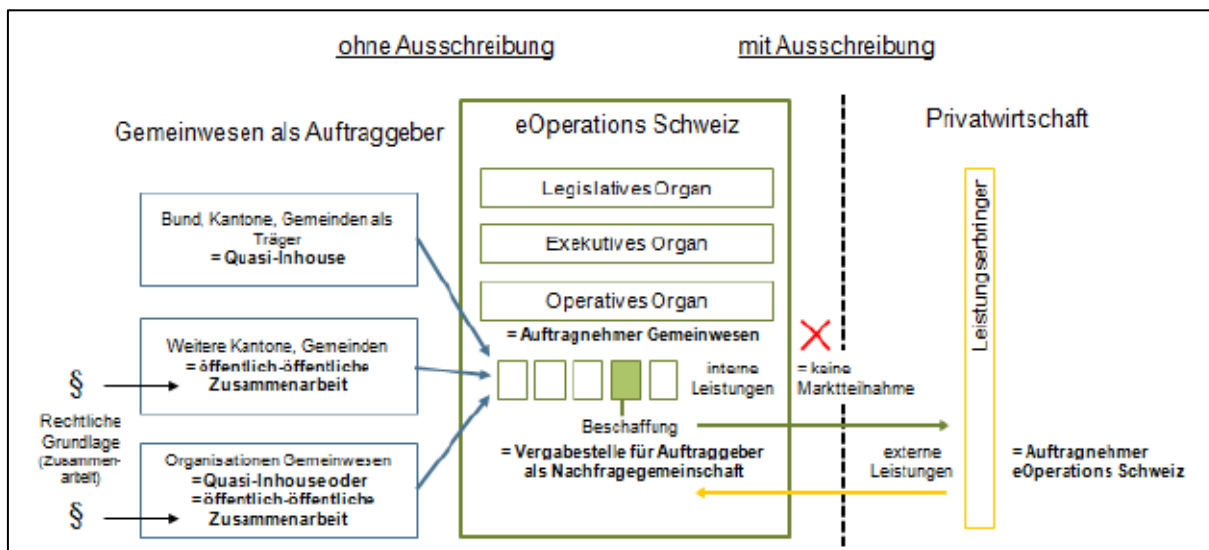 ohne Ausschreibung
mit Ausschreibung
Gemeinwesen als Auftraggeber
eOperations Schweiz
Privatwirtschaft
Bund, Kantone, Gemeinden als
Träger
= Quasi-Inhouse
Weitere Kantone, Gemeinden
= öffentlich-öffentliche
Zusammenarbeit
Organisationen Gemeinwesen
= Quasi-Inhouse oder
= öffentlich-öffentliche
Zusammenarbeit
§
Rechtliche
Grundlage
(Zusammen-
arbeit)
§
Legislatives Organ
Exekutives Organ
Operatives Organ
= Auftragnehmer Gemeinwesen
interne
Leistungen
= keine
Marktteilnahme
Beschaffung
= Vergabestelle für Auftraggeber
als Nachfragegemeinschaft
externe
Leistungen
Leistungserbringer
= Auftragnehmer
eOperations Schweiz